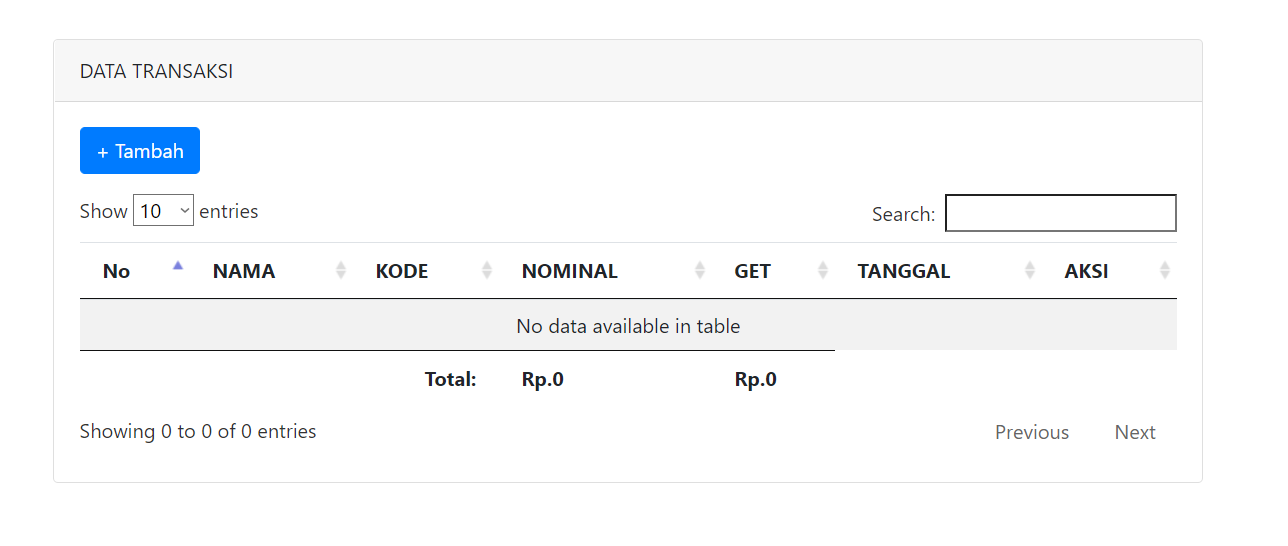 DATA TRANSAKSI
+ Tambah
Show 10 entries
Search:
No NAMA KODE NOMINAL GET TANGGAL AKSI
No data available in table
Total: Rp.0 Rp.0
Showing 0 to 0 of 0 entries
Previous Next